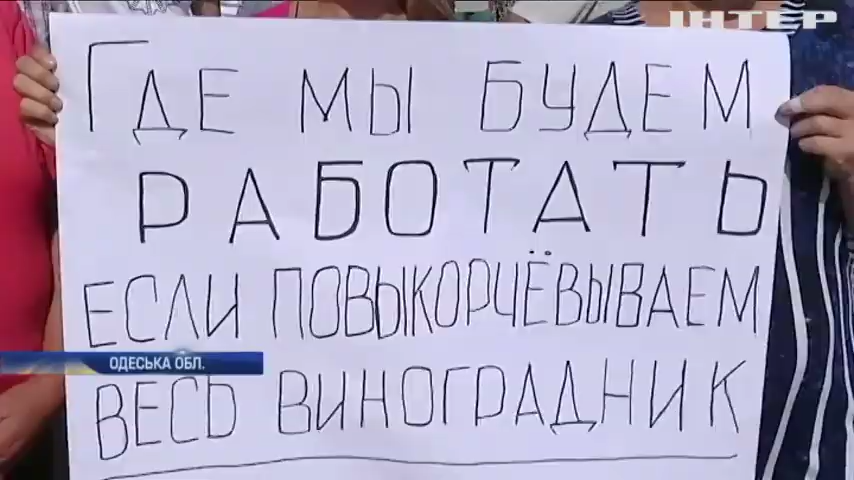 ІНТЕР
ГДЕ МЫ БУДЕМ
РАБОТАТЬ
ЕСЛИ ПОВЫКОРЧЁВЫВАЕМ
ОДЕСЬКА ОБЛ.
ВЕСЬ ВИНОГРАДНИК